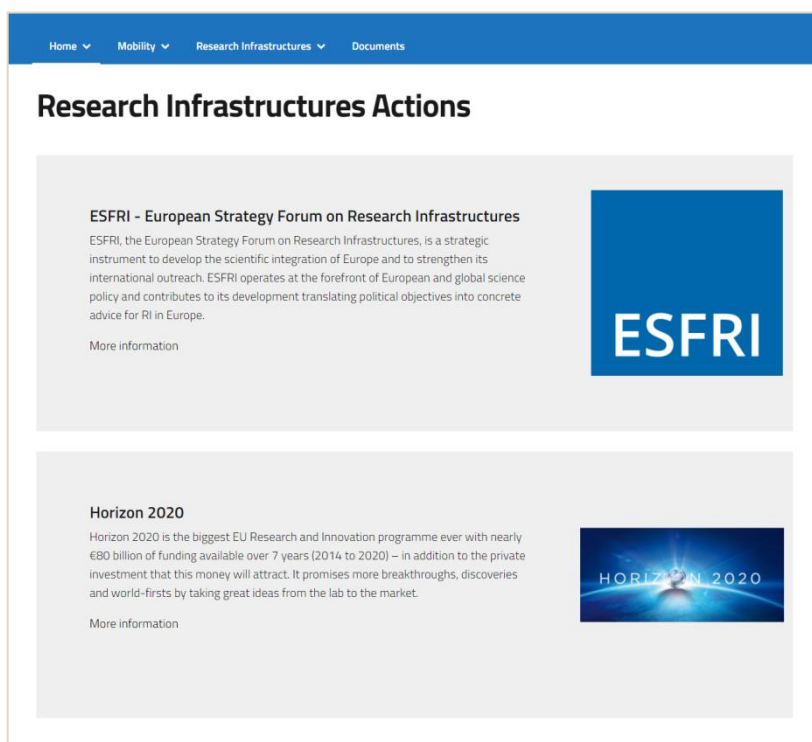 Home Mobility Research Infrastructures Documents
Research Infrastructures Actions
ESFRI - European Strategy Forum on Research Infrastructures
ESFRI, the European Strategy Forum on Research Infrastructures, is a strategic
instrument to develop the scientific integration of Europe and to strengthen its
international outreach. ESFRI operates at the forefront of European and global science
policy and contributes to its development translating political objectives into concrete
advice for RI in Europe.
More information
ESFRI
Horizon 2020
Horizon 2020 is the biggest EU Research and Innovation programme ever with nearly
€80 billion of funding available over 7 years (2014 to 2020) – in addition to the private
investment that this money will attract. It promises more breakthroughs, discoveries
and world-firsts by taking great ideas from the lab to the market.
More information
HORIZON 2020